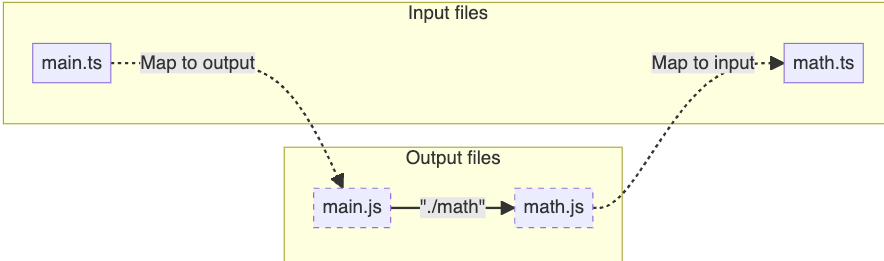 Input files
main.ts
Map to output
Map to input
math.ts
Output files
main.js
"./math"
math.js